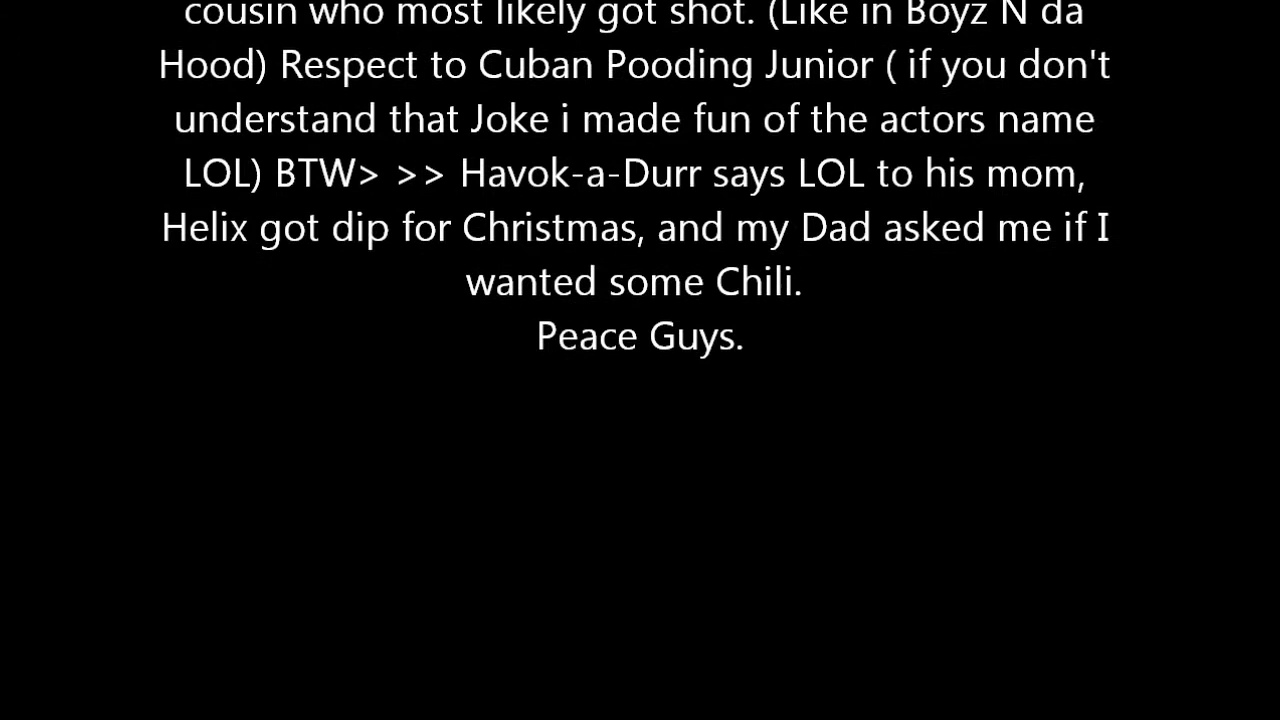 cousin who most likely got shot. (Like in Boyz N da
Hood) Respect to Cuban Pooding Junior ( if you don't
understand that Joke i made fun of the actors name
LOL) BTW> >> Havok-a-Durr says LOL to his mom,
Helix got dip for Christmas, and my Dad asked me if I
wanted some Chili.
Peace Guys.